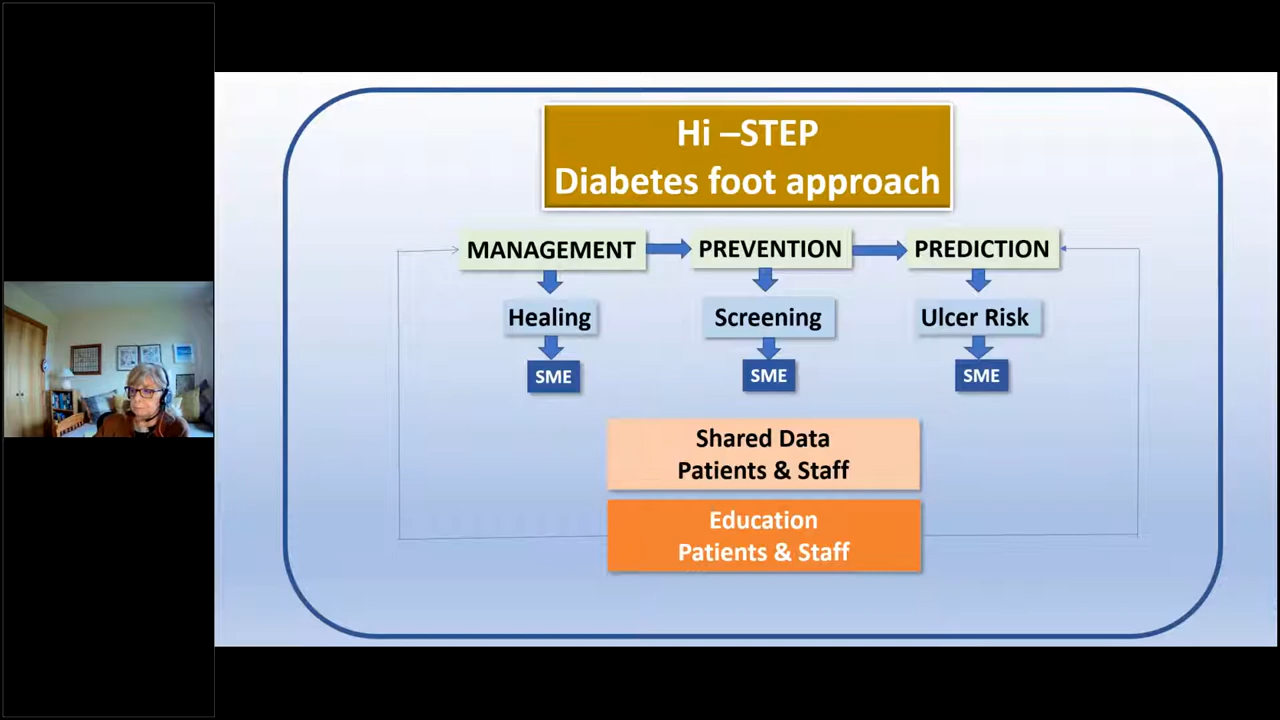 Hi –STEP
Diabetes foot approach
MANAGEMENT
PREVENTION
PREDICTION
Healing
Screening
Ulcer Risk
SME
SME
SME
Shared Data
Patients & Staff
Education
Patients & Staff